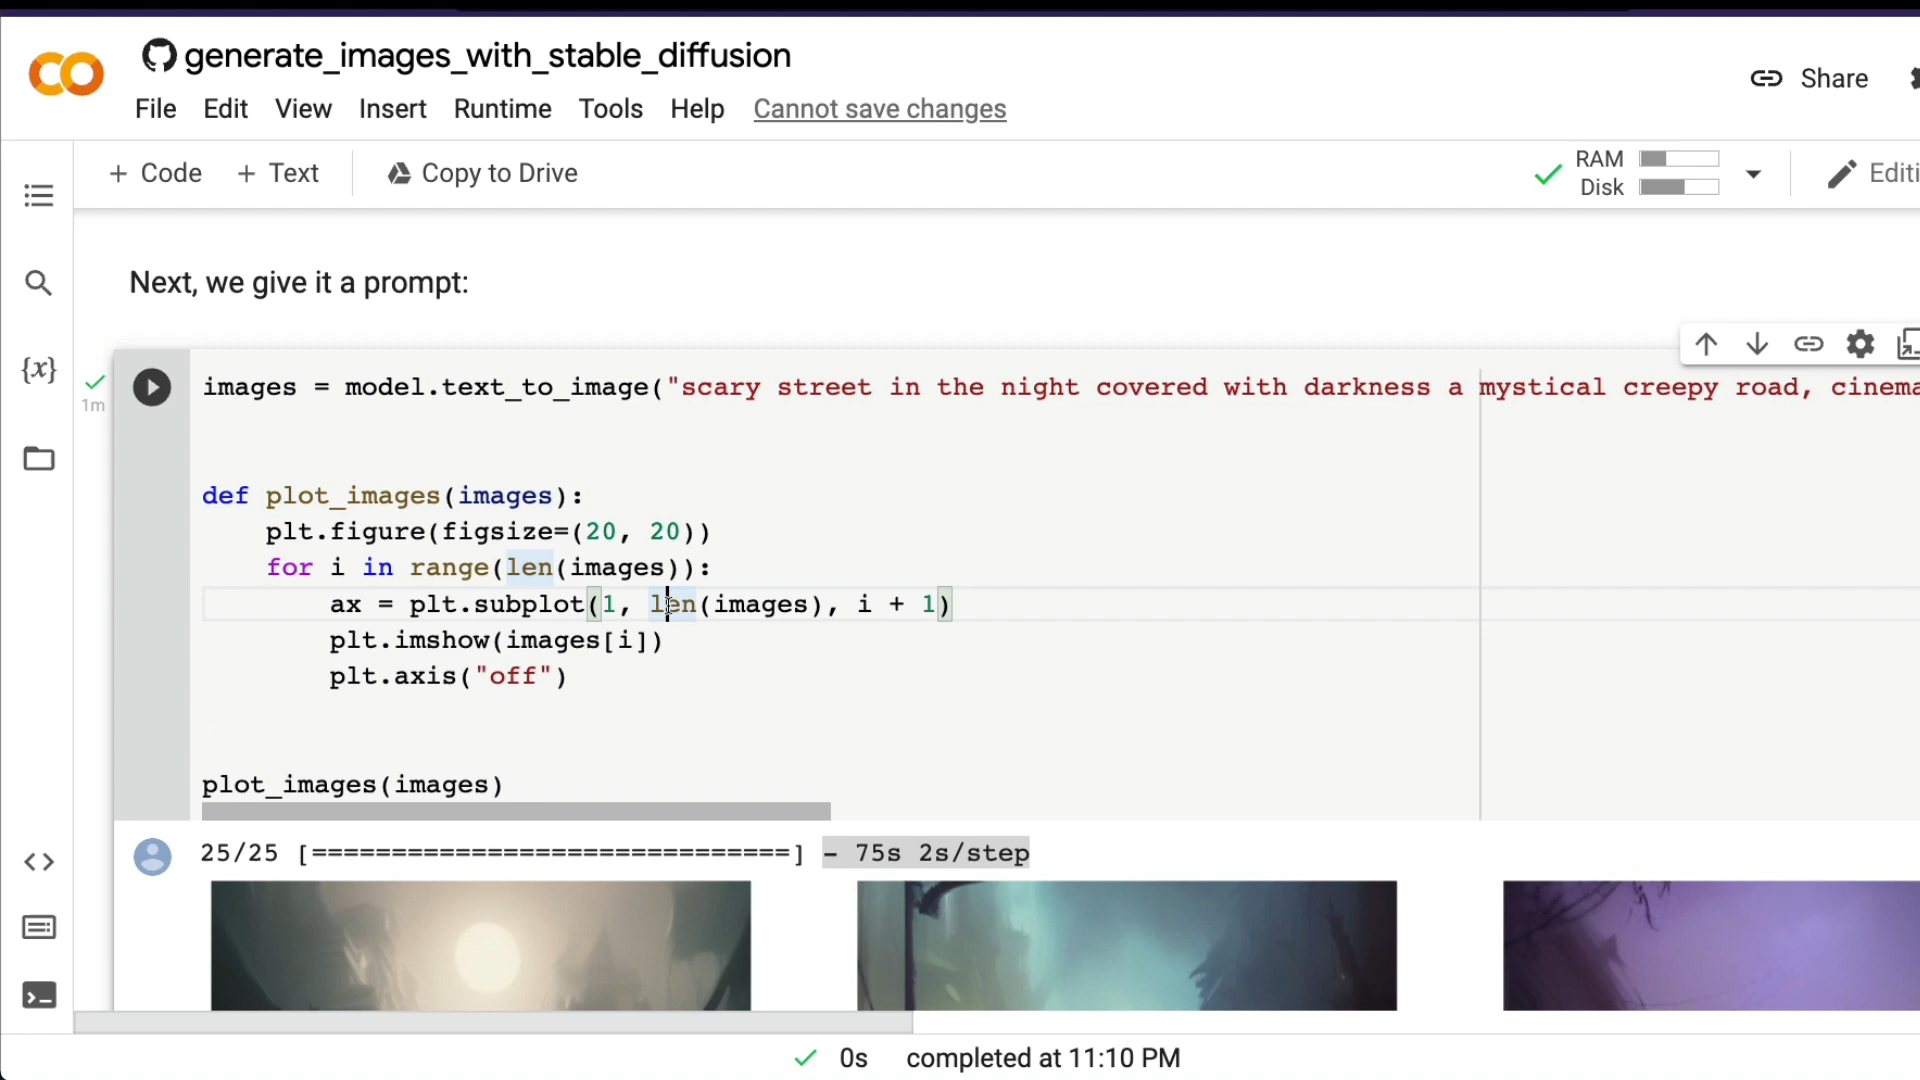 generate_images_with_stable_diffusion
Share
File Edit View Insert Runtime Tools Help Cannot save changes
+ Code + Text Copy to Drive
RAM
Disk
Editi
Next, we give it a prompt:
{x}
1m
images = model.text_to_image("scary street in the night covered with darkness a mystical creepy road, cinema
def plot_images(images):
plt.figure(figsize=(20, 20))
for i in range(len(images)):
ax = plt.subplot(1, len(images), i + 1)
plt.imshow(images[i])
plt.axis("off")
plot_images(images)
25/25 [==============================] - 75s 2s/step
0s completed at 11:10 PM